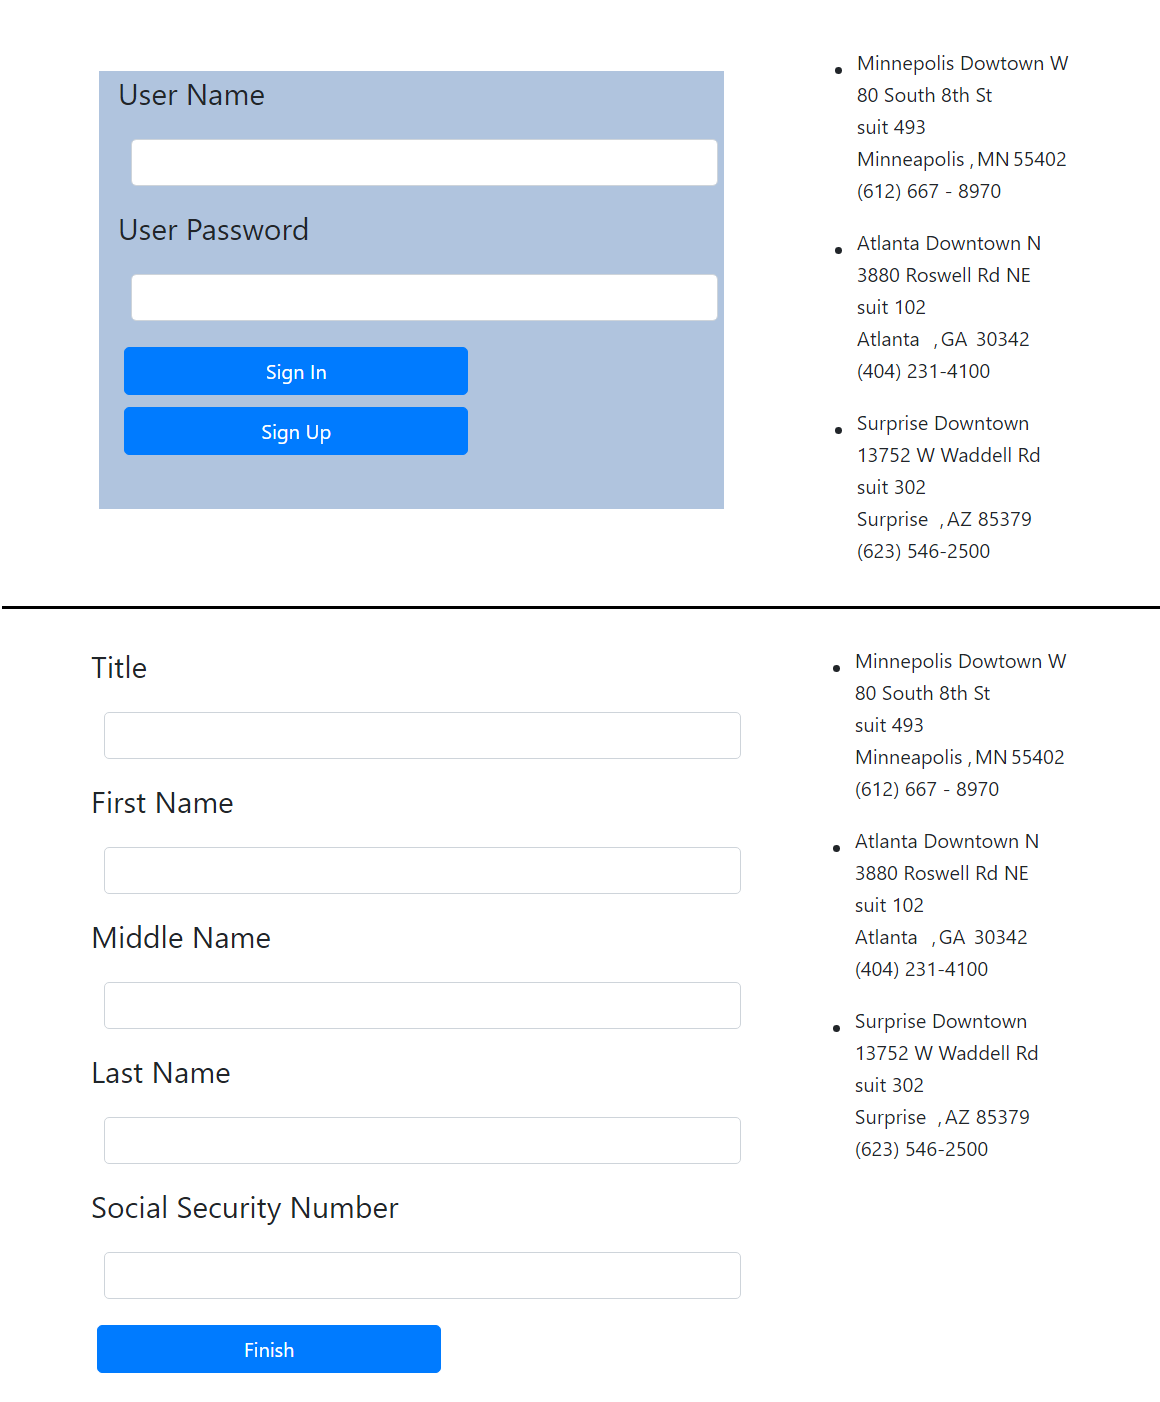 User Name
User Password
Sign In
Sign Up
Minnepolis Dowtown W
80 South 8th St
suit 493
Minneapolis , MN 55402
(612) 667 - 8970
Atlanta Downtown N
3880 Roswell Rd NE
suit 102
Atlanta , GA 30342
(404) 231-4100
Surprise Downtown
13752 W Waddell Rd
suit 302
Surprise , AZ 85379
(623) 546-2500
Title
First Name
Middle Name
Last Name
Social Security Number
Finish
Minnepolis Dowtown W
80 South 8th St
suit 493
Minneapolis , MN 55402
(612) 667 - 8970
Atlanta Downtown N
3880 Roswell Rd NE
suit 102
Atlanta , GA 30342
(404) 231-4100
Surprise Downtown
13752 W Waddell Rd
suit 302
Surprise , AZ 85379
(623) 546-2500